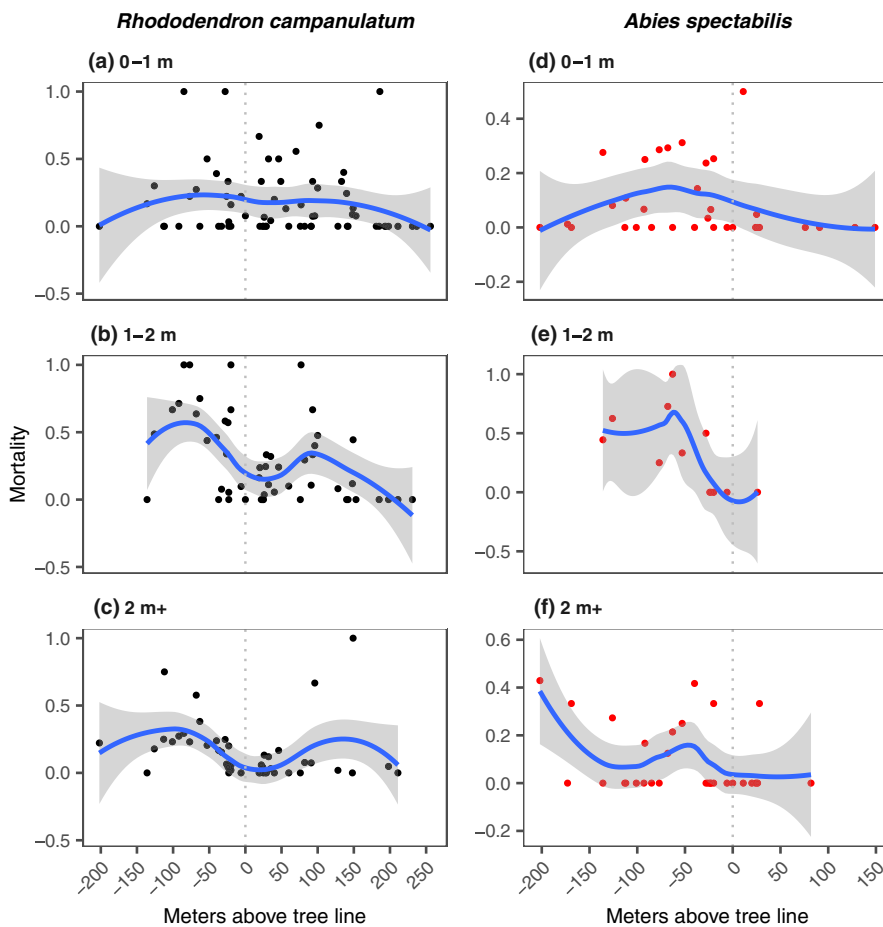 Rhododendron campanulatum
Abies spectabilis
(a) 0–1 m
1.0
0.5
0.0
−0.5
(d) 0–1 m
0.4
0.2
0.0
−0.2
Mortality
(b) 1–2 m
1.0
0.5
0.0
−0.5
(e) 1–2 m
1.0
0.5
0.0
−0.5
(c) 2 m+
1.0
0.5
0.0
−0.5
(f) 2 m+
0.6
0.4
0.2
0.0
−0.2
−200 −150 −100 −50 0 50 100 150 200 250
−200 −150 −100 −50 0 50 100 150
Meters above tree line
Meters above tree line